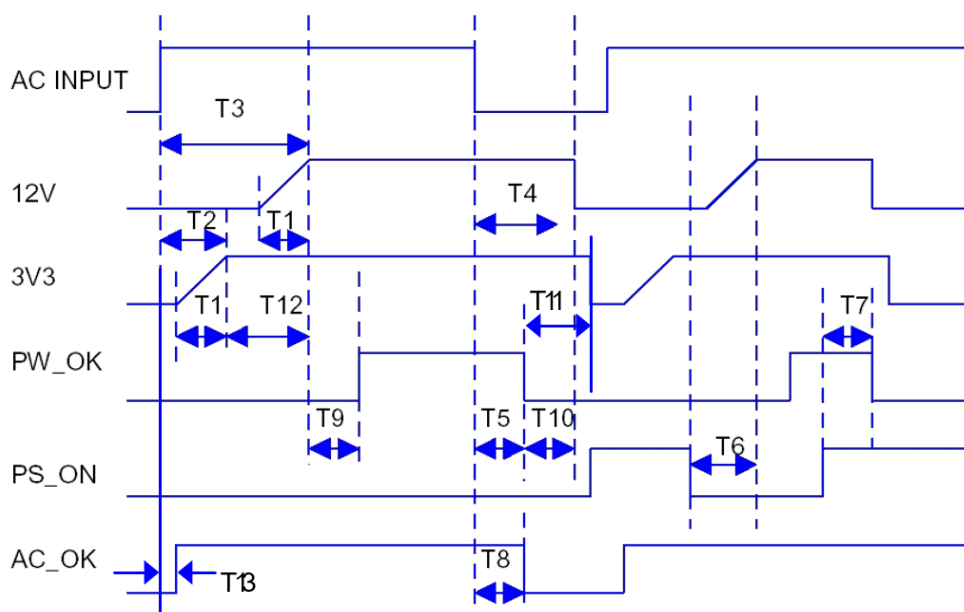 AC INPUT
T3
12V
T4
T2
T1
3V3
T1
T12
T11
T7
PW_OK
T9
T5
T10
T6
PS_ON
AC_OK
T8
T13